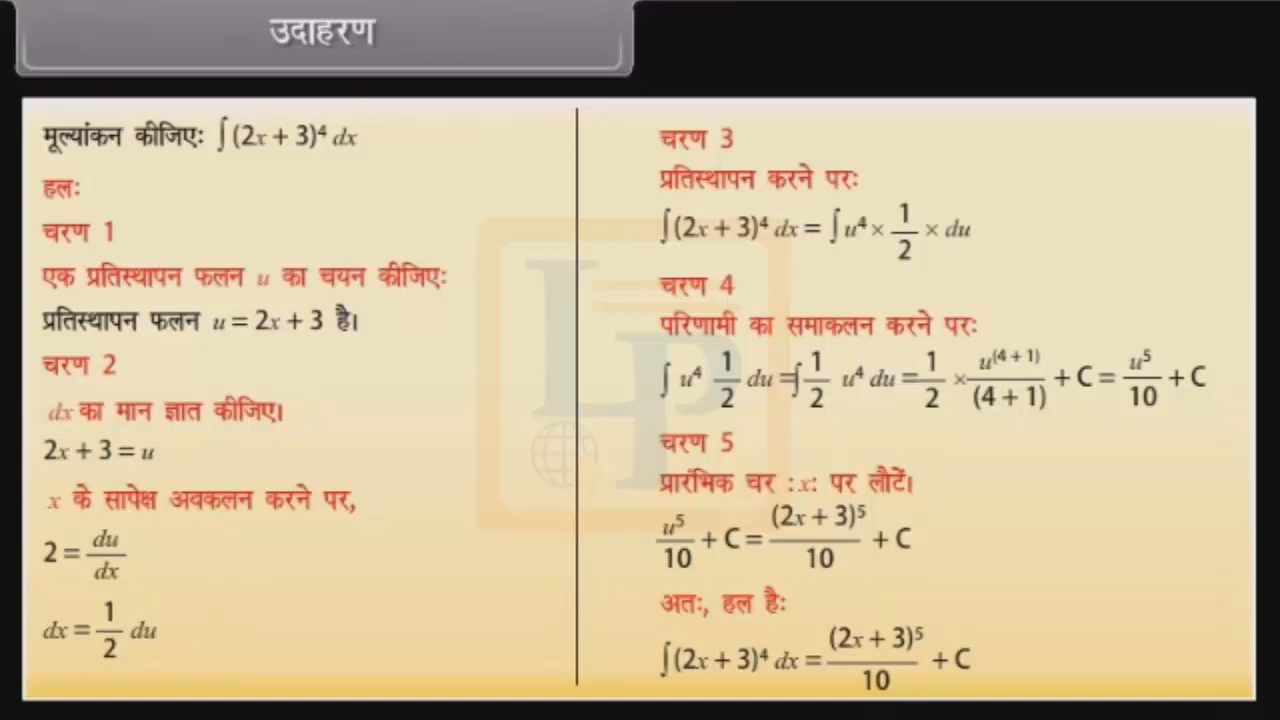 उदाहरण
मूल्यांकन कीजिए: ∫(2x + 3)⁴ dx
हल:
चरण 1
एक प्रतिस्थापन फलन u का चयन कीजिए:
प्रतिस्थापन फलन u = 2x + 3 है।
चरण 2
dx का मान ज्ञात कीजिए।
2x + 3 = u
x के सापेक्ष अवकलन करने पर,
2 = du/dx
dx = 1/2 du
चरण 3
प्रतिस्थापन करने पर:
∫(2x + 3)⁴ dx = ∫u⁴ × 1/2 × du
चरण 4
परिणामी का समाकलन करने पर:
∫ u⁴ 1/2 du = ∫ 1/2 u⁴ du = 1/2 × u⁽⁴ ⁺ ¹⁾/(4 + 1) + C = u⁵/10 + C
चरण 5
प्रारंभिक चर :x: पर लौटें।
u⁵/10 + C = (2x + 3)⁵/10 + C
अतः, हल है:
∫(2x + 3)⁴ dx = (2x + 3)⁵/10 + C